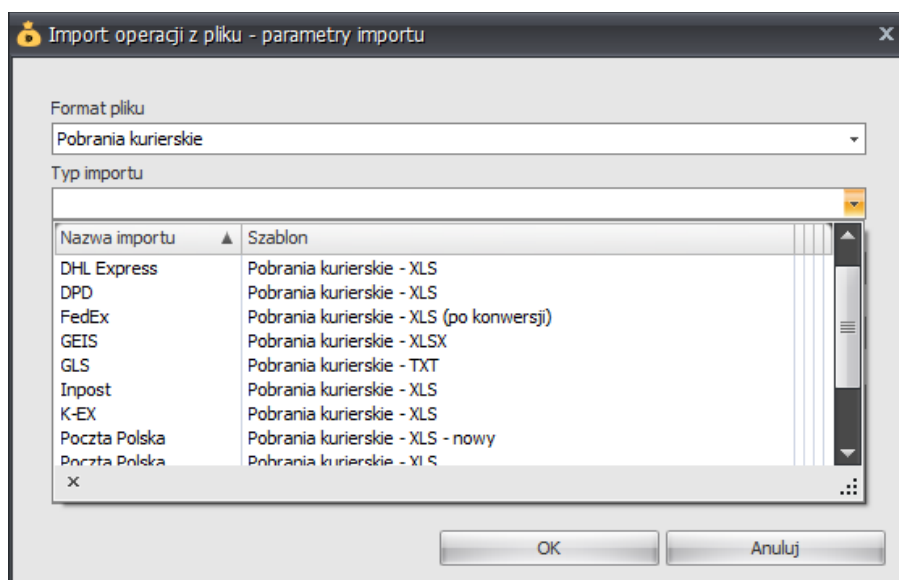 Import operacji z pliku - parametry importu
Format pliku
Pobrania kurierskie
Typ importu
Nazwa importu Szablon
DHL Express Pobrania kurierskie - XLS
DPD Pobrania kurierskie - XLS
FedEx Pobrania kurierskie - XLS (po konwersji)
GEIS Pobrania kurierskie - XLSX
GLS Pobrania kurierskie - TXT
Inpost Pobrania kurierskie - XLS
K-EX Pobrania kurierskie - XLS
Poczta Polska Pobrania kurierskie - XLS - nowy
Poczta Polska Pobrania kurierskie - XLS
OK Anuluj